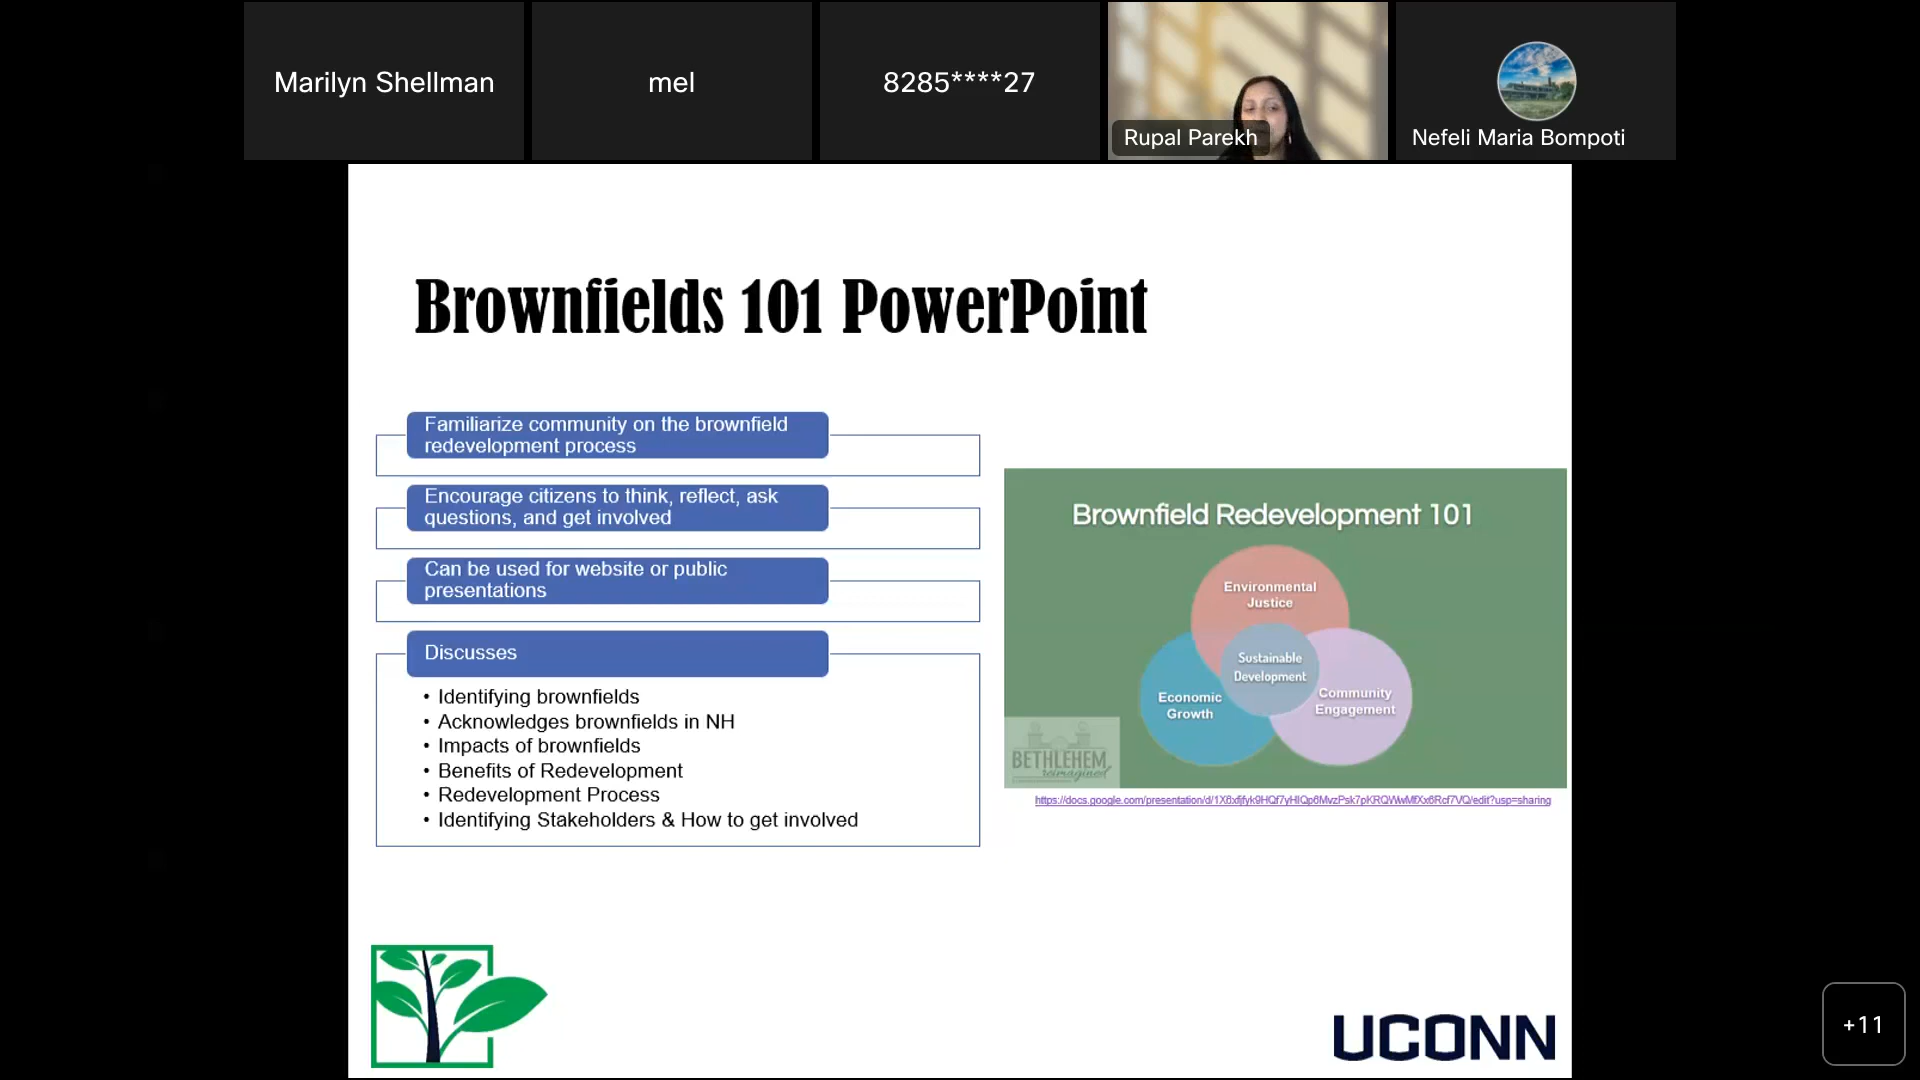 Marilyn Shellman
mel
8285****27
Rupal Parekh
Nefeli Maria Bompoti
Brownfields 101 PowerPoint
Familiarize community on the brownfield
redevelopment process
Encourage citizens to think, reflect, ask
questions, and get involved
Can be used for website or public
presentations
Discusses
• Identifying brownfields
• Acknowledges brownfields in NH
• Impacts of brownfields
• Benefits of Redevelopment
• Redevelopment Process
• Identifying Stakeholders & How to get involved
Brownfield Redevelopment 101
Environmental
Justice
Sustainable
Development
Economic
Growth
Community
Engagement
BETHLEHEM
reimagined
UCONN
+11